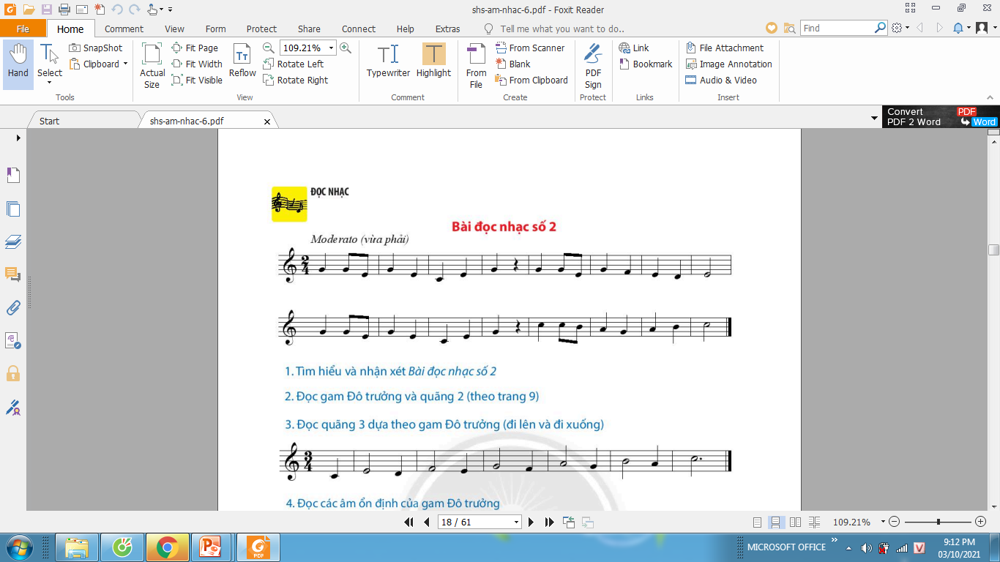 shs-am-nhac-6.pdf - Foxit Reader
File Home Comment View Form Protect Share Connect Help Extras Tell me what you want to do.. Find
Hand
Select
SnapShot
Clipboard
Tools
Actual Size
Fit Page
Fit Width
Fit Visible
Reflow
109.21%
Rotate Left
Rotate Right
View
Typewriter
Highlight
Comment
From File
From Scanner
Blank
From Clipboard
Create
PDF Sign
Protect
Link
Bookmark
Links
File Attachment
Image Annotation
Audio & Video
Insert
Start
shs-am-nhac-6.pdf
Convert PDF
PDF 2 Word Word
ĐỌC NHẠC
Bài đọc nhạc số 2
Moderato (vừa phải)
2
4
1. Tìm hiểu và nhận xét Bài đọc nhạc số 2
2. Đọc gam Đô trưởng và quãng 2 (theo trang 9)
3. Đọc quãng 3 dựa theo gam Đô trưởng (đi lên và đi xuống)
3
4
4. Đọc các âm ổn định của gam Đô trưởng
18 / 61
109.21%
PDF
MICROSOFT OFFICE
V
9:12 PM
03/10/2021